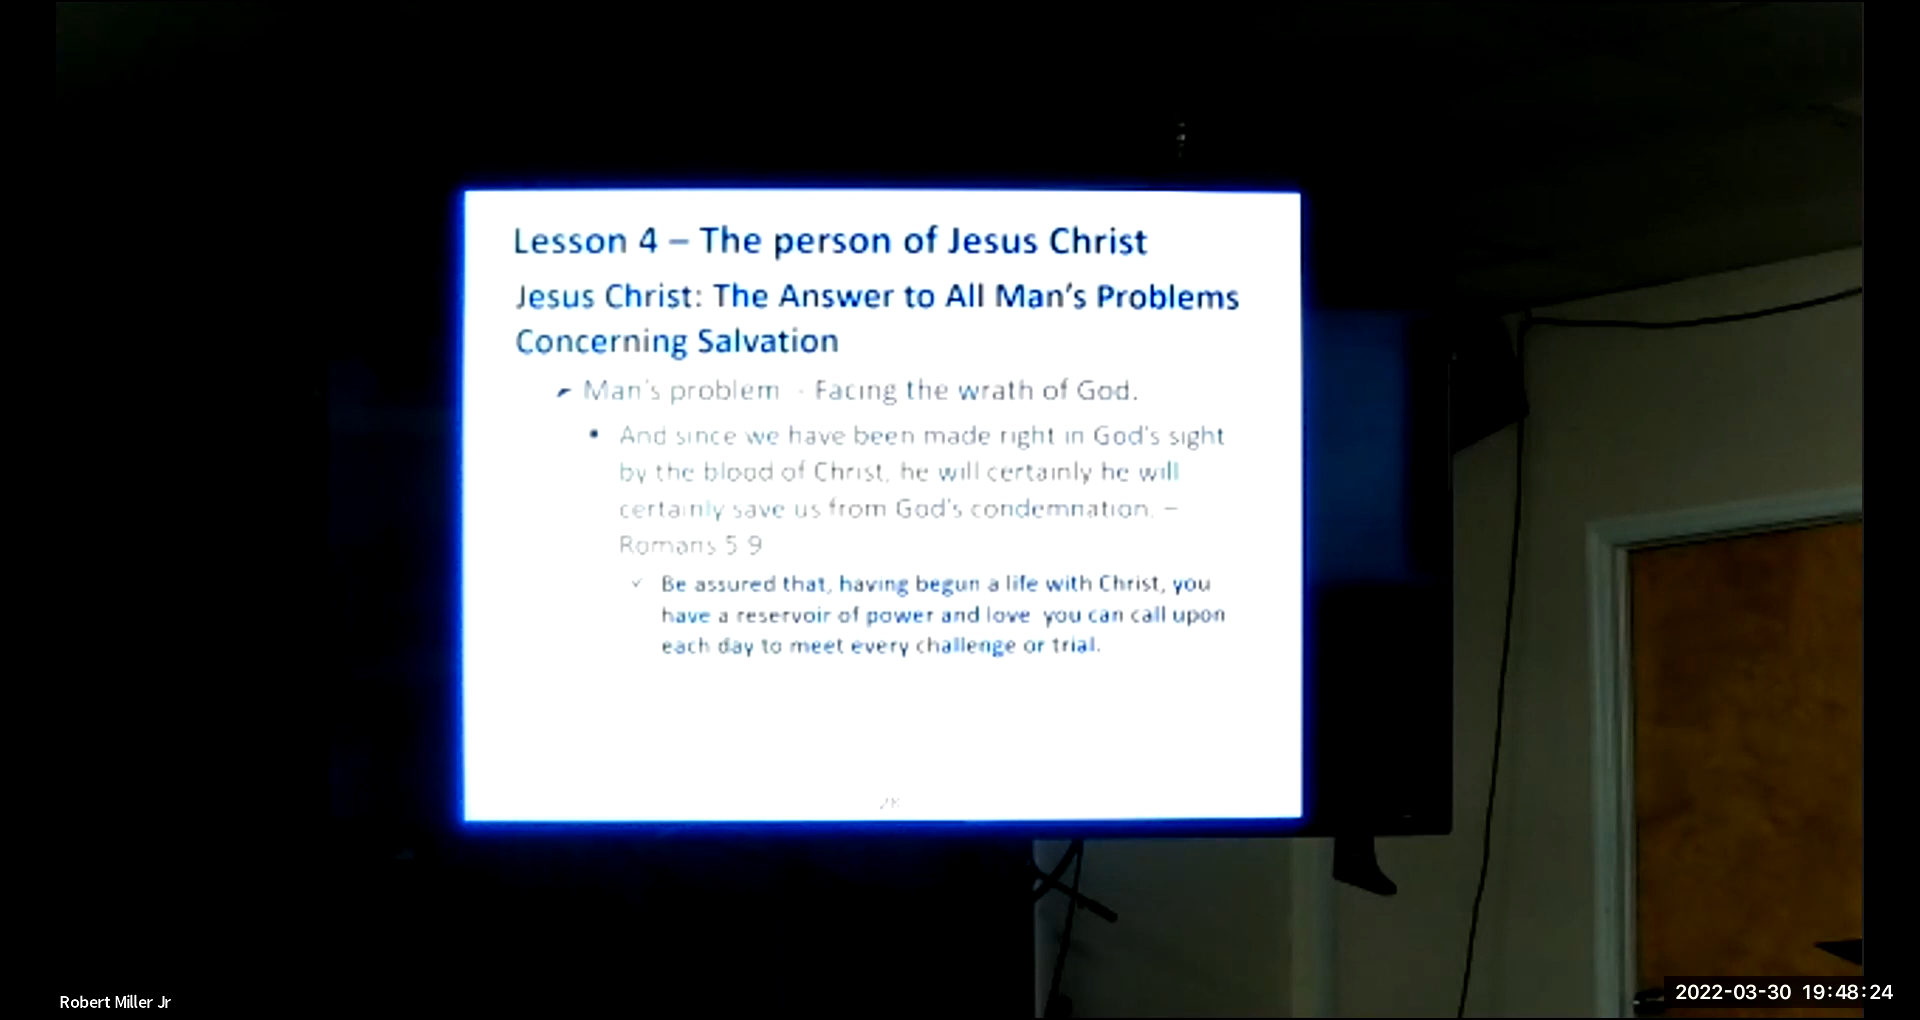 Lesson 4 – The person of Jesus Christ
Jesus Christ: The Answer to All Man's Problems
Concerning Salvation
Man's problem - Facing the wrath of God.
And since we have been made right in God's sight
by the blood of Christ, he will certainly he will
certainly save us from God's condemnation. –
Romans 5:9
Be assured that, having begun a life with Christ, you
have a reservoir of power and love you can call upon
each day to meet every challenge or trial.
28
Robert Miller Jr
2022-03-30 19:48:24